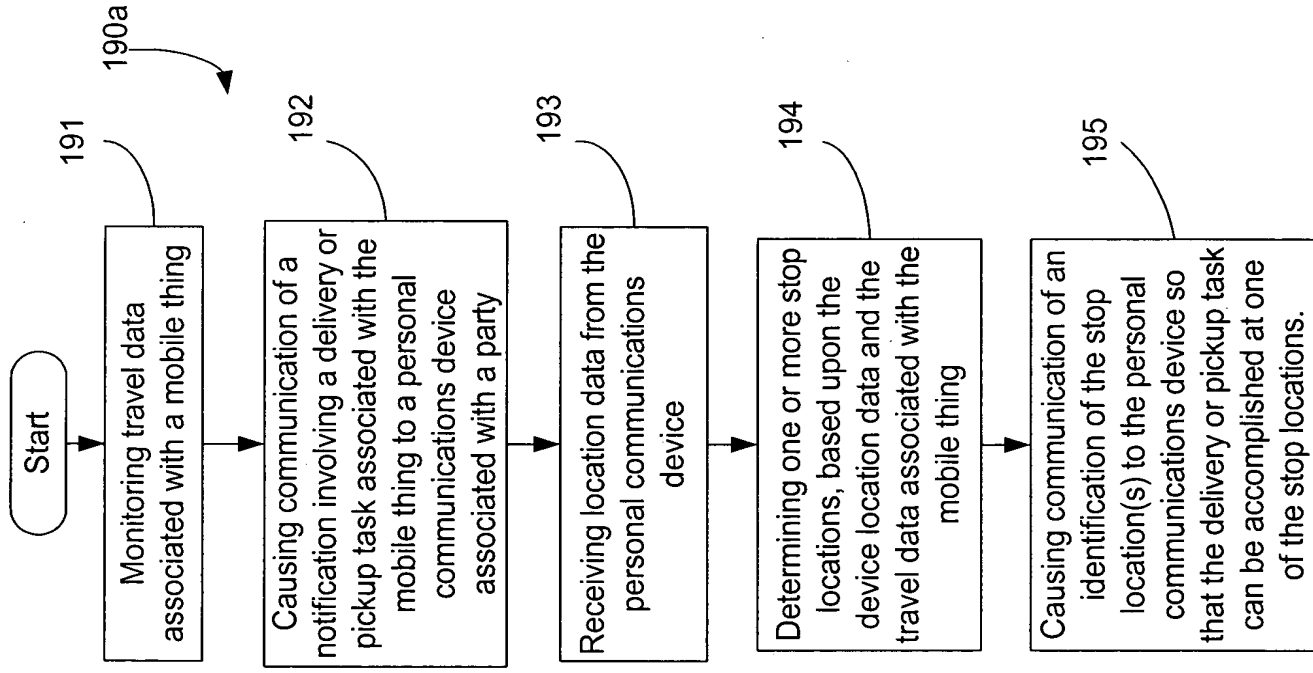 Start
190a
191
Monitoring travel data
associated with a mobile thing
192
Causing communication of a
notification involving a delivery or
pickup task associated with the
mobile thing to a personal
communications device
associated with a party
193
Receiving location data from the
personal communications
device
194
Determining one or more stop
locations, based upon the
device location data and the
travel data associated with the
mobile thing
195
Causing communication of an
identification of the stop
location(s) to the personal
communications device so
that the delivery or pickup task
can be accomplished at one
of the stop locations.